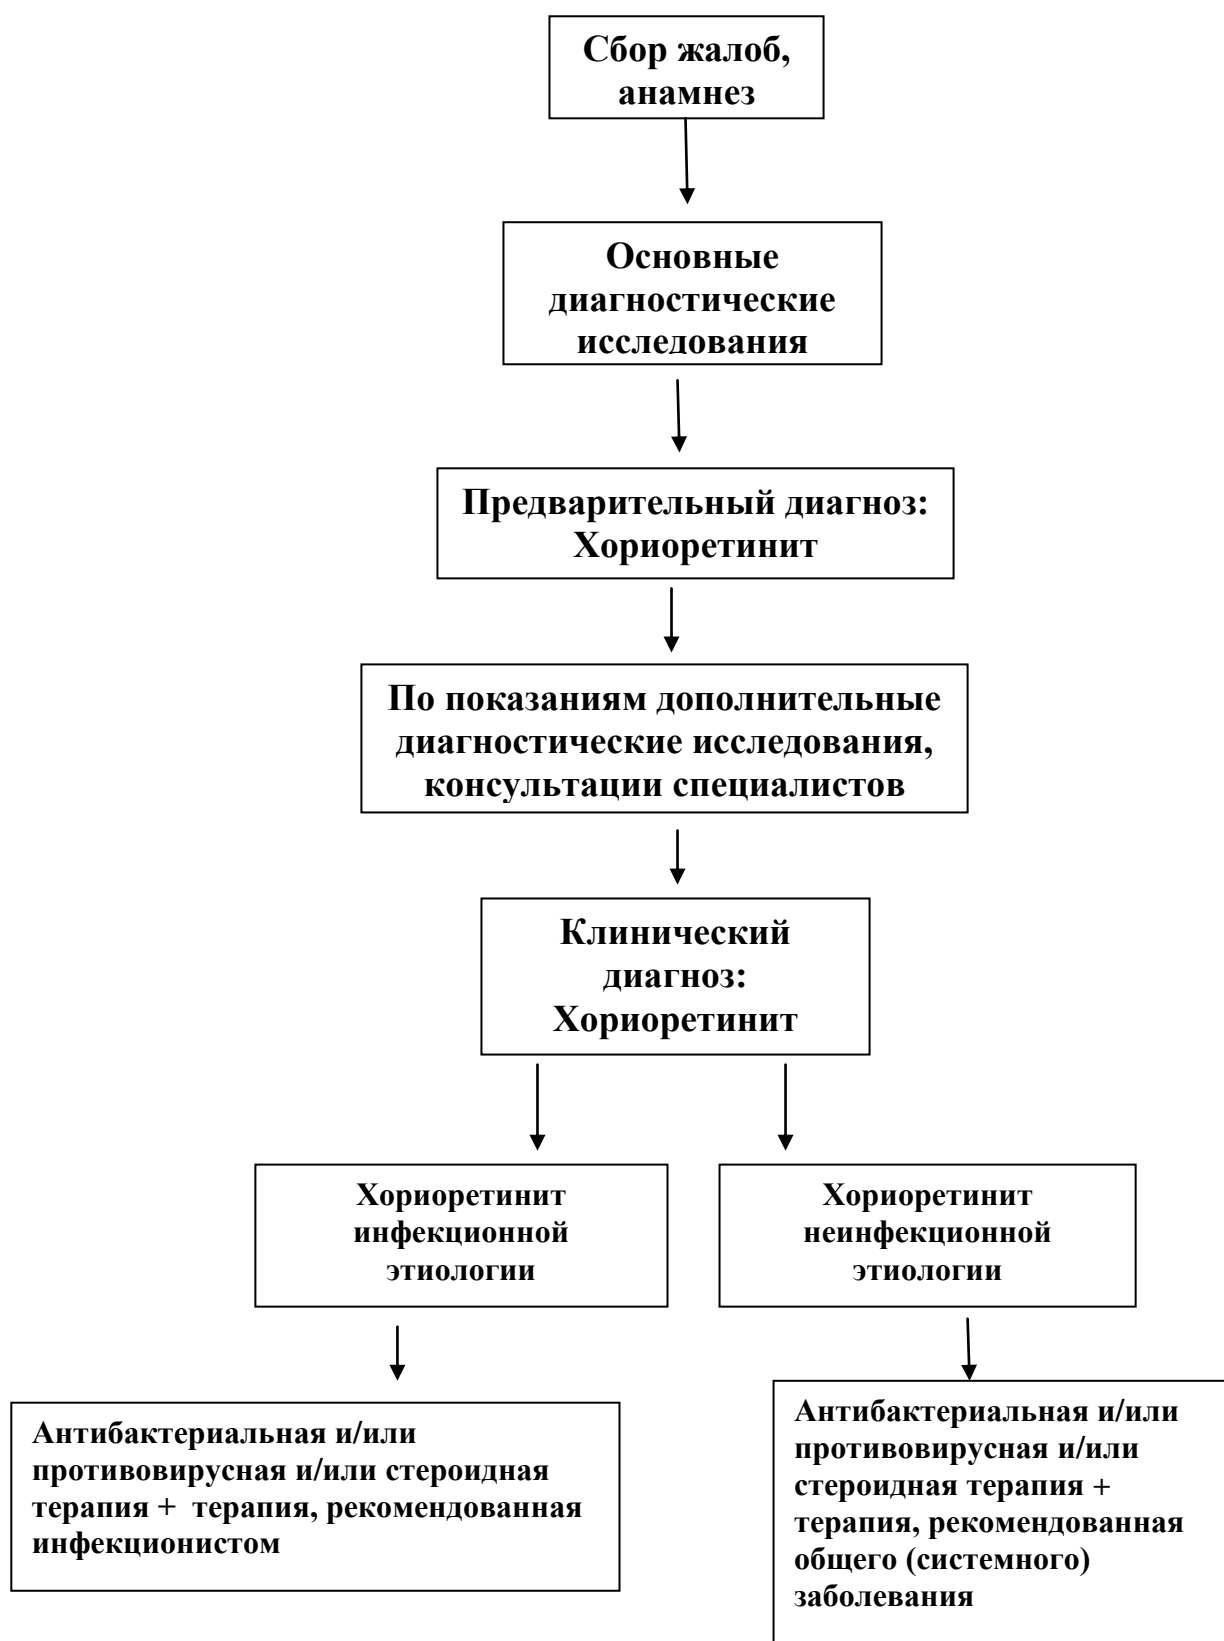 Сбор жалоб,
анамнез
Основные
диагностические
исследования
Предварительный диагноз:
Хориоретинит
По показаниям дополнительные
диагностические исследования,
консультации специалистов
Клинический
диагноз:
Хориоретинит
Хориоретинит
инфекционной
этиологии
Хориоретинит
неинфекционной
этиологии
Антибактериальная и/или
противовирусная и/или стероидная
терапия + терапия, рекомендованная
инфекционистом
Антибактериальная и/или
противовирусная и/или
стероидная терапия +
терапия, рекомендованная
общего (системного)
заболевания